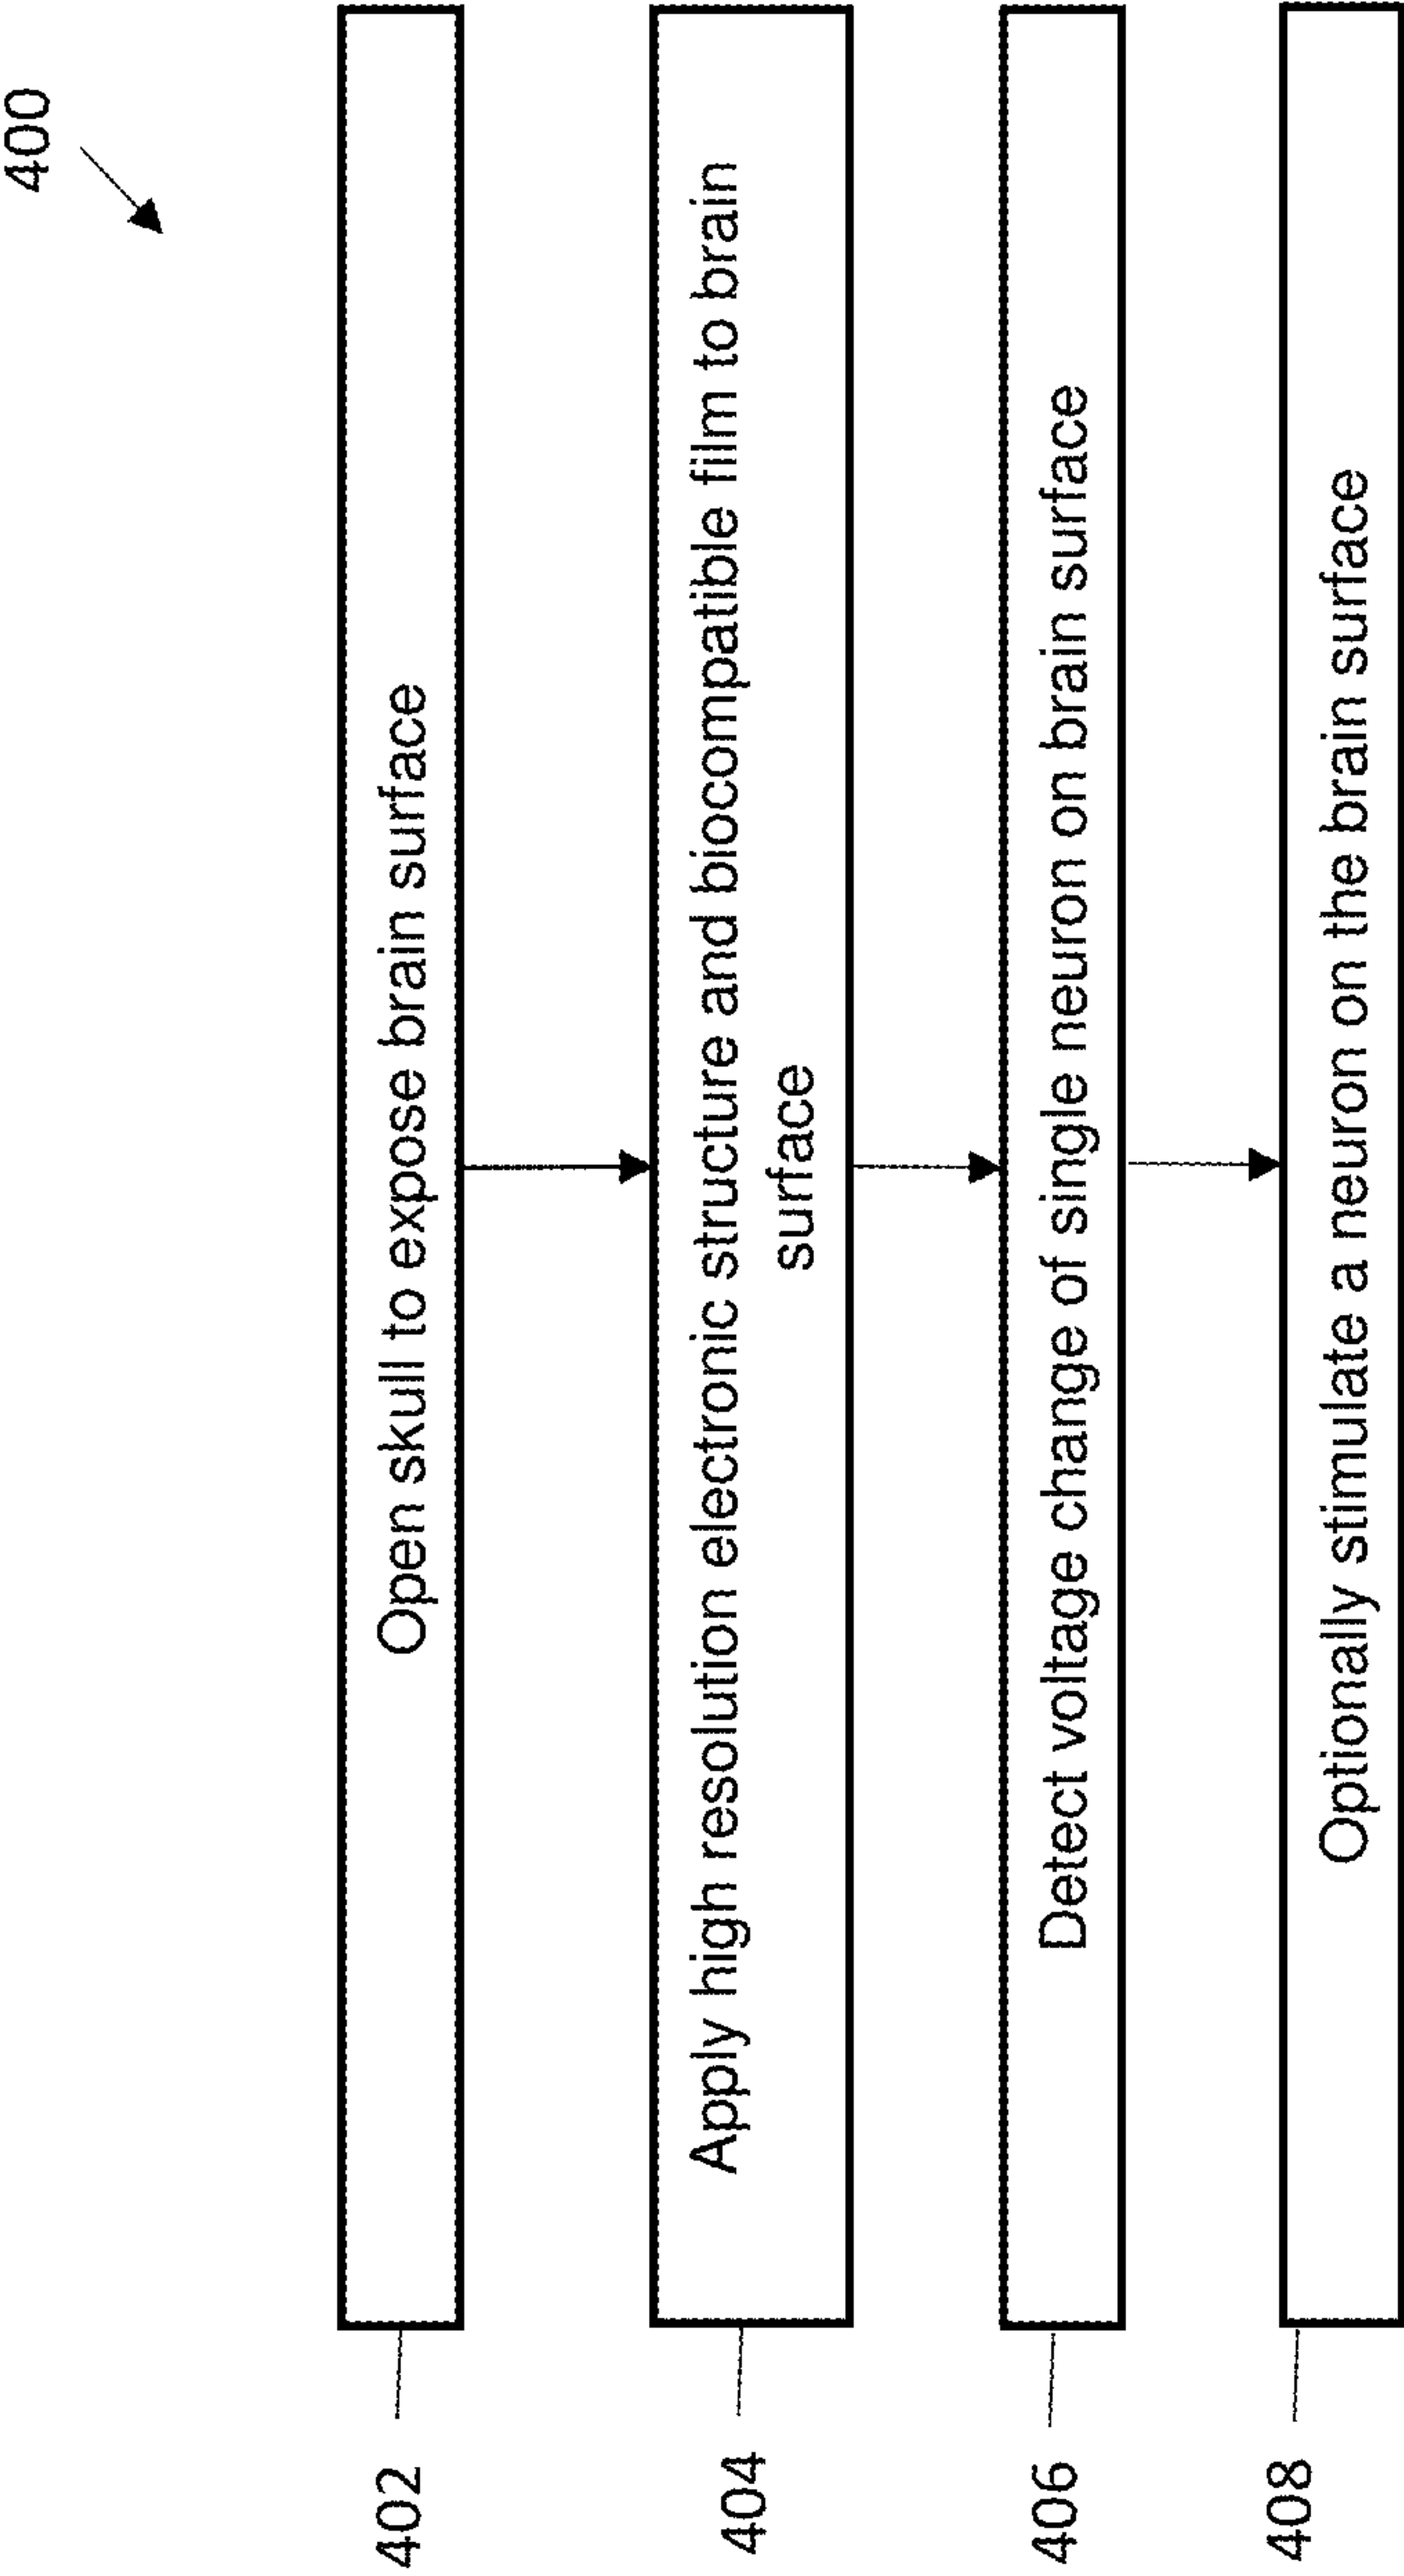 400
402
Open skull to expose brain surface
404
Apply high resolution electronic structure and biocompatible film to brain
surface
406
Detect voltage change of single neuron on brain surface
408
Optionally stimulate a neuron on the brain surface